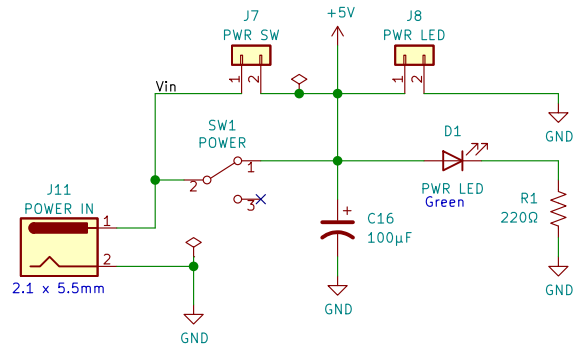 J7
PWR SW
+5V
J8
PWR LED
1
2
1
2
Vin
GND
SW1
POWER
2
1
3
D1
PWR LED
Green
R1
220Ω
J11
POWER IN
1
2
2.1 x 5.5mm
C16
100µF
+
GND
GND
GND